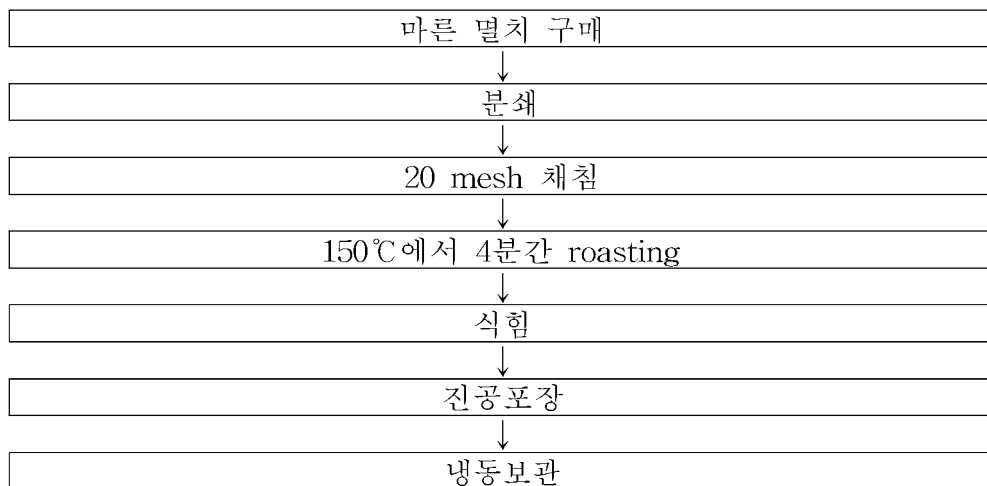 마른 멸치 구매
분쇄
20 mesh 채침
150℃에서 4분간 roasting
식힘
진공포장
냉동보관